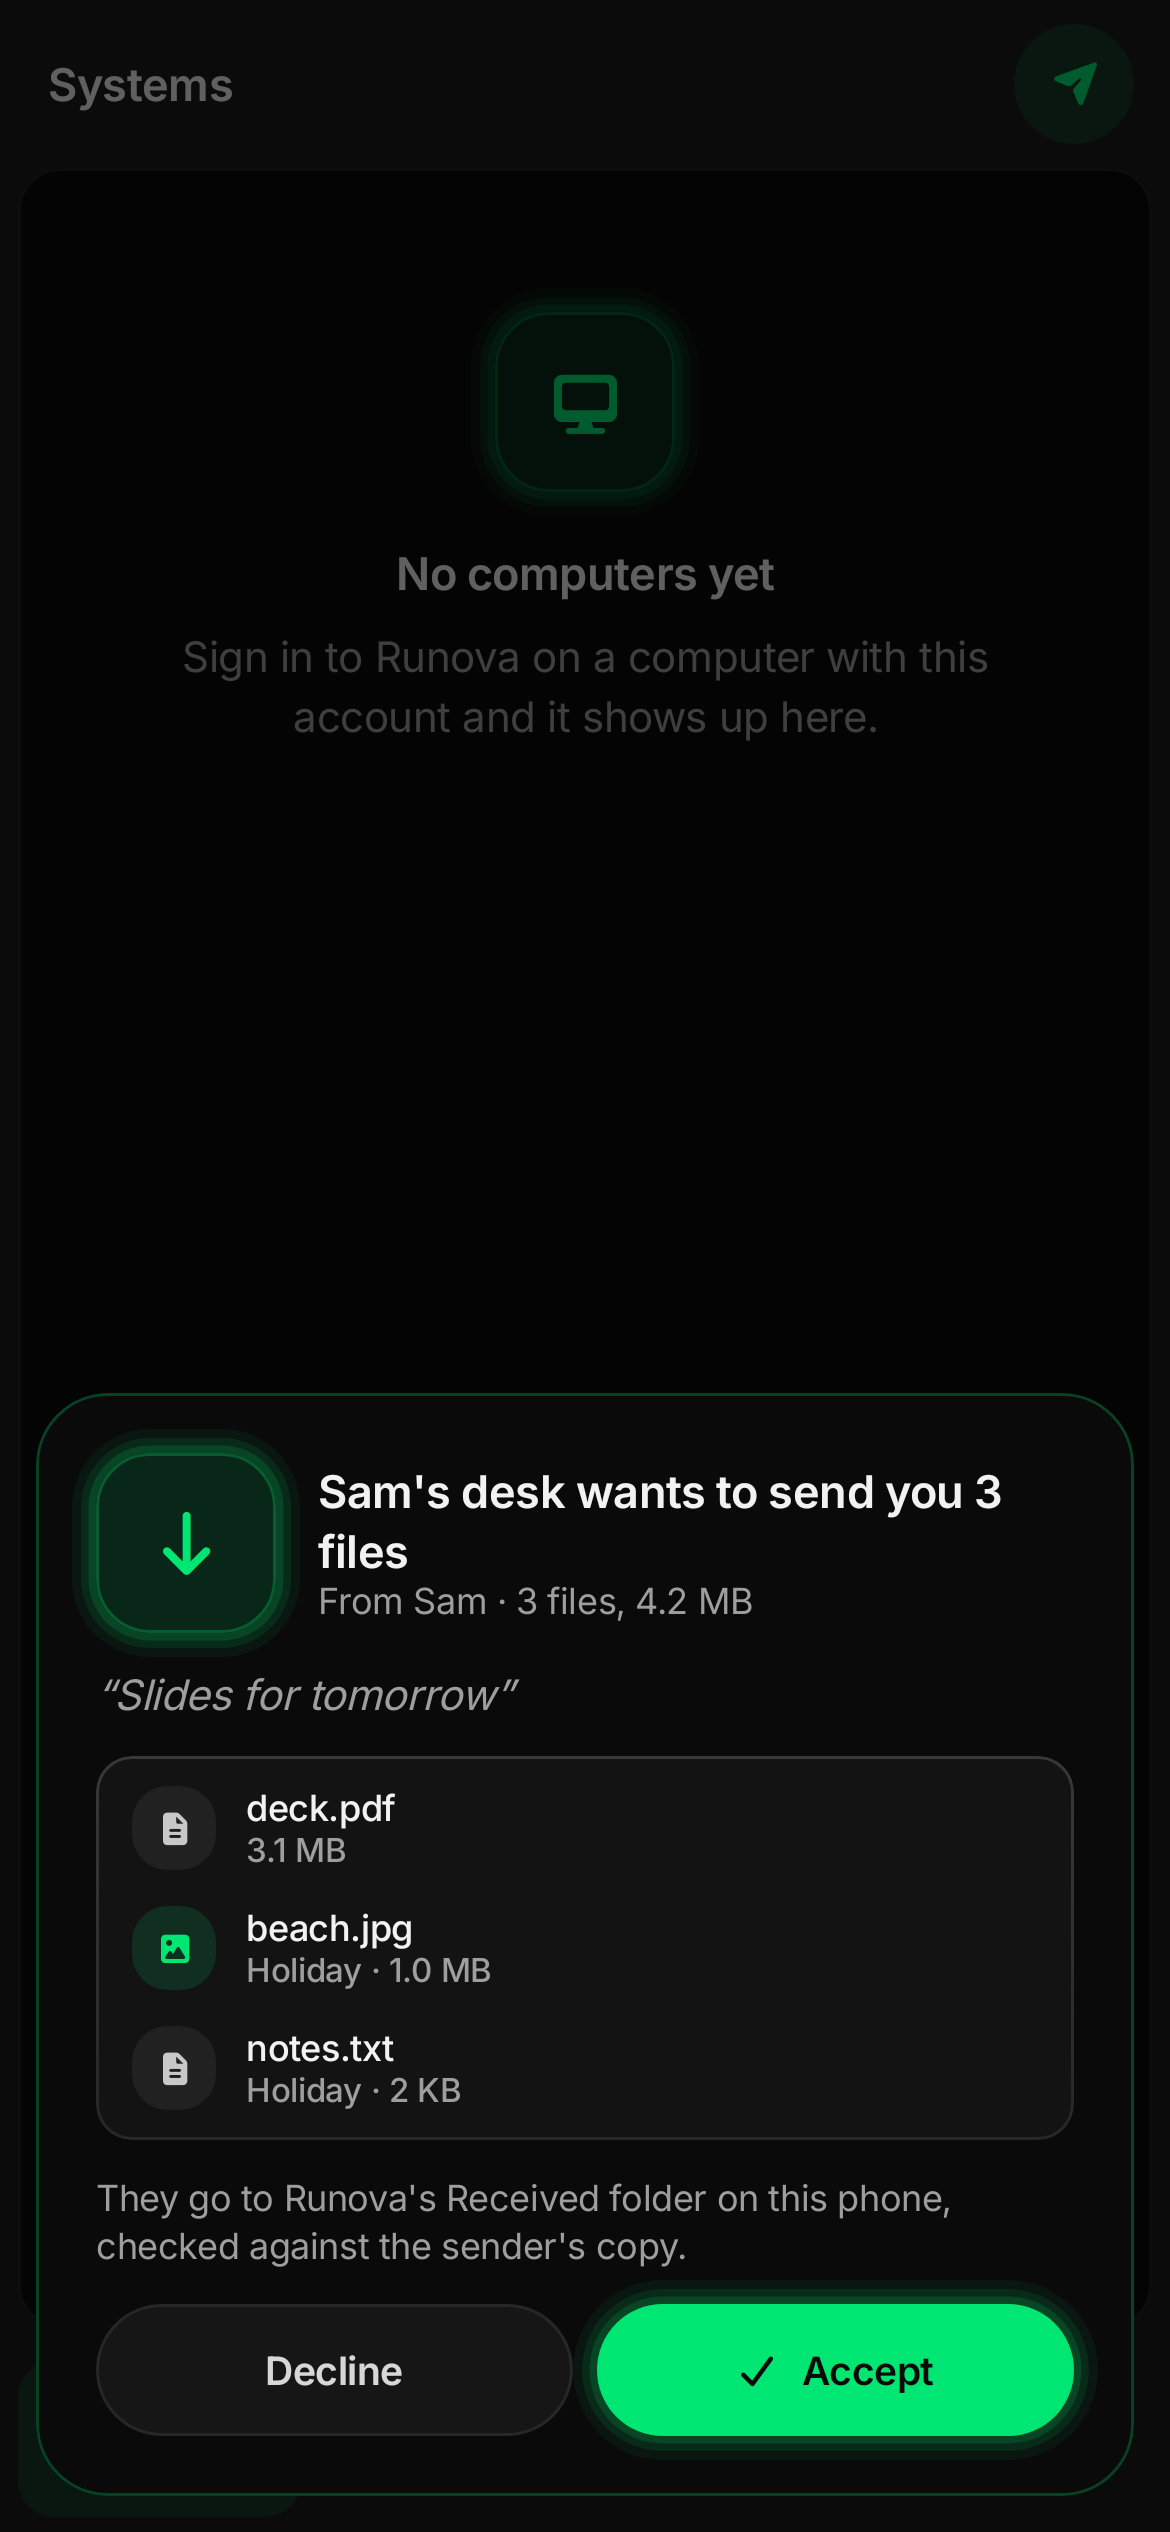 Systems
No computers yet
Sign in to Runova on a computer with this
account and it shows up here.
Sam's desk wants to send you 3
files
From Sam · 3 files, 4.2 MB
“Slides for tomorrow”
deck.pdf
3.1 MB
beach.jpg
Holiday · 1.0 MB
notes.txt
Holiday · 2 KB
They go to Runova's Received folder on this phone,
checked against the sender's copy.
Decline
Accept